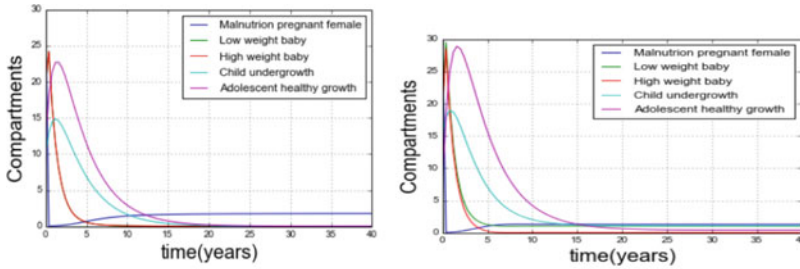 30
25
20
15
10
5
0
0 5 10 15 20 25 30 35 40
Compartments
time(years)
Malnutrion pregnant female
Low weight baby
High weight baby
Child undergrowth
Adolescent healthy growth
30
25
20
15
10
5
0
0 5 10 15 20 25 30 35 40
Compartments
time(years)
Malnutrion pregnant female
Low weight baby
High weight baby
Child undergrowth
Adolescent healthy growth